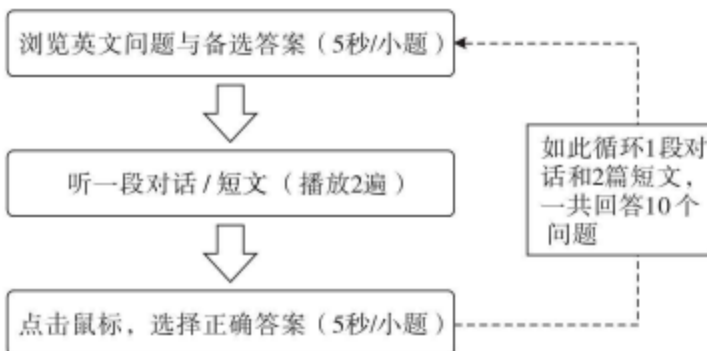 浏览英文问题与备选答案（5秒/小题）
听一段对话 / 短文（播放2遍）
点击鼠标，选择正确答案（5秒/小题）
如此循环1段对
话和2篇短文，
一共回答10个
问题